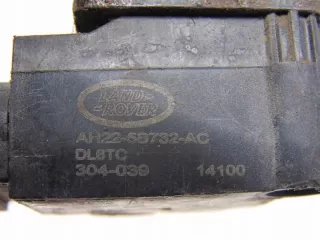 LAND-
-ROVER
AH22-5B732-AC
DL8TC
304-039 14100